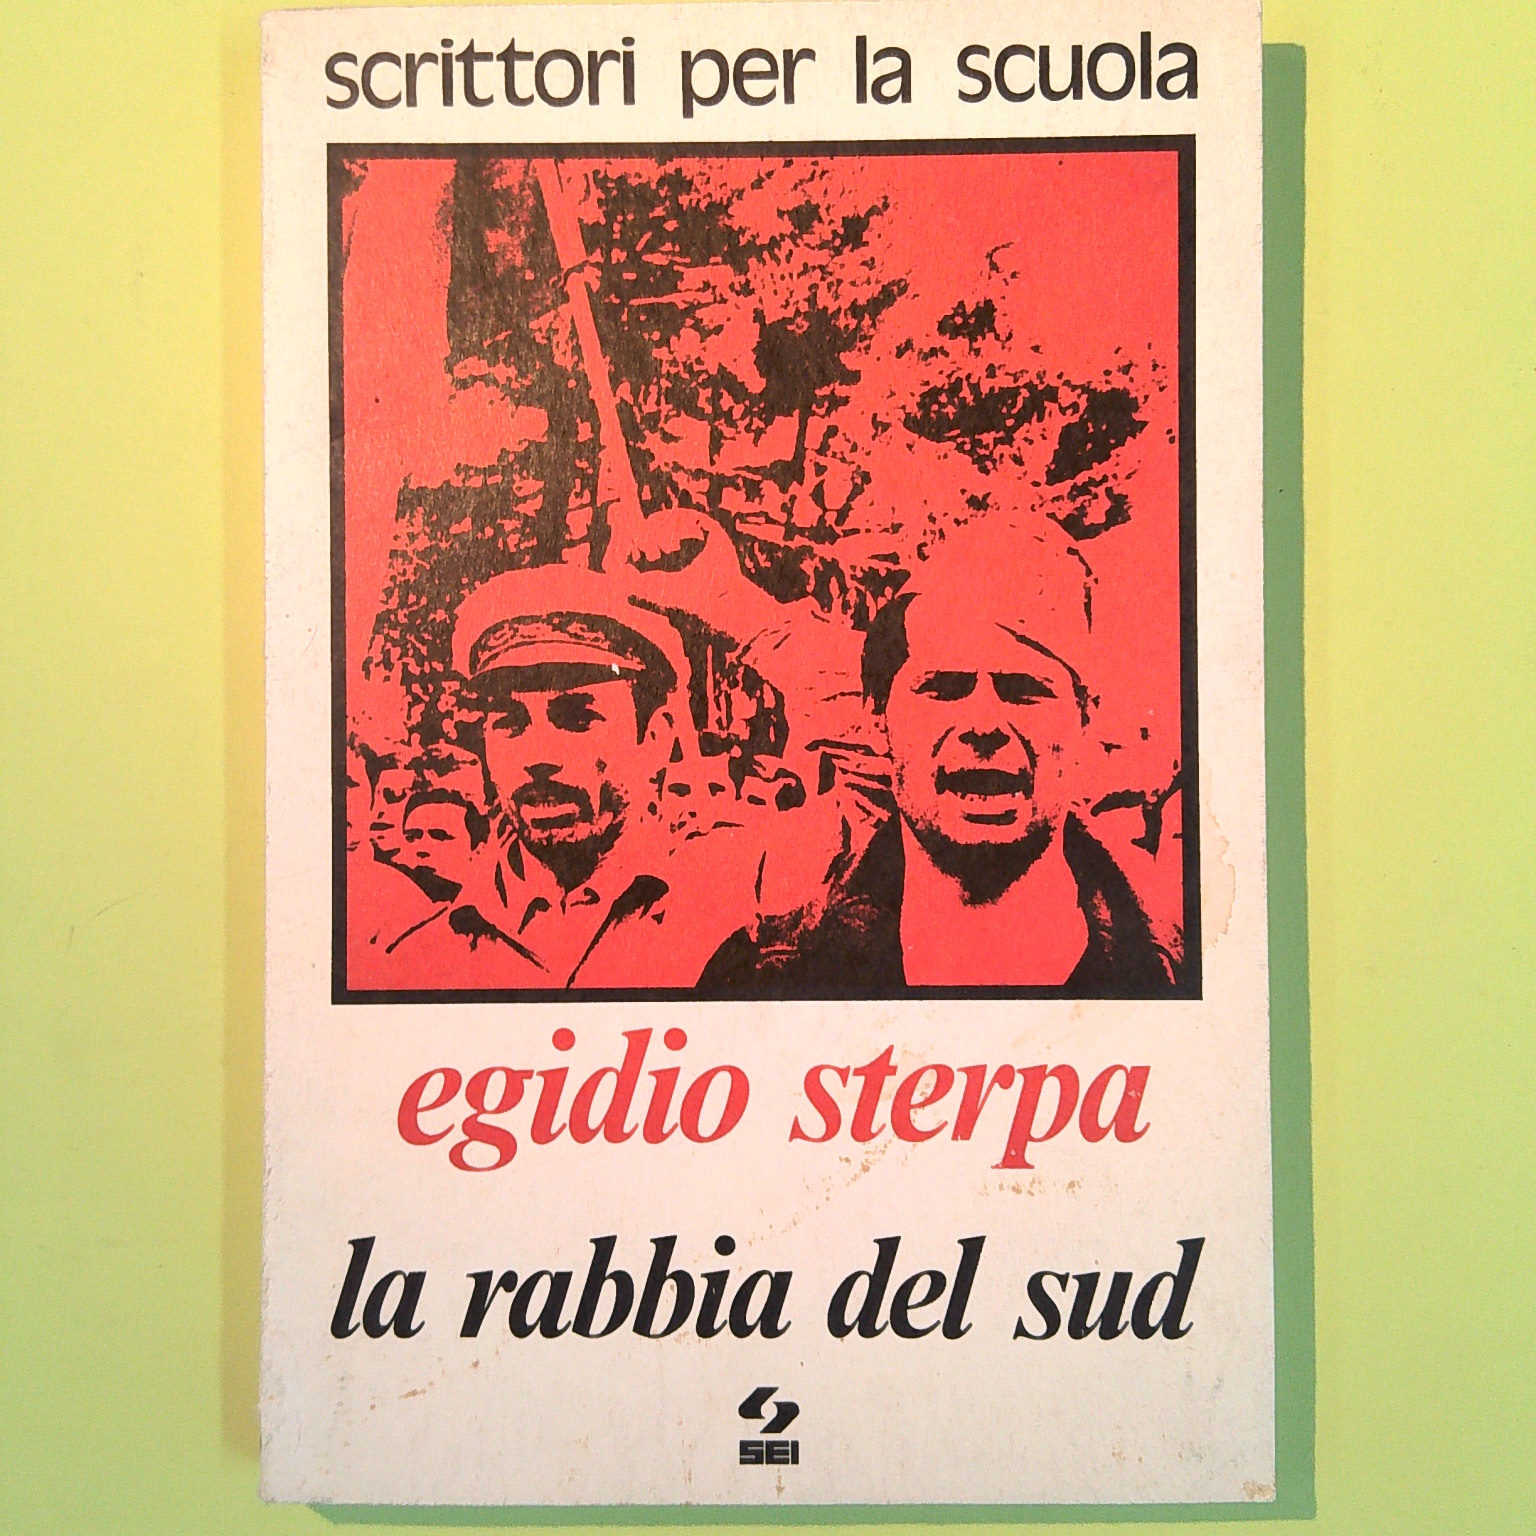 scrittori per la scuola
egidio sterpa
la rabbia del sud
SEI